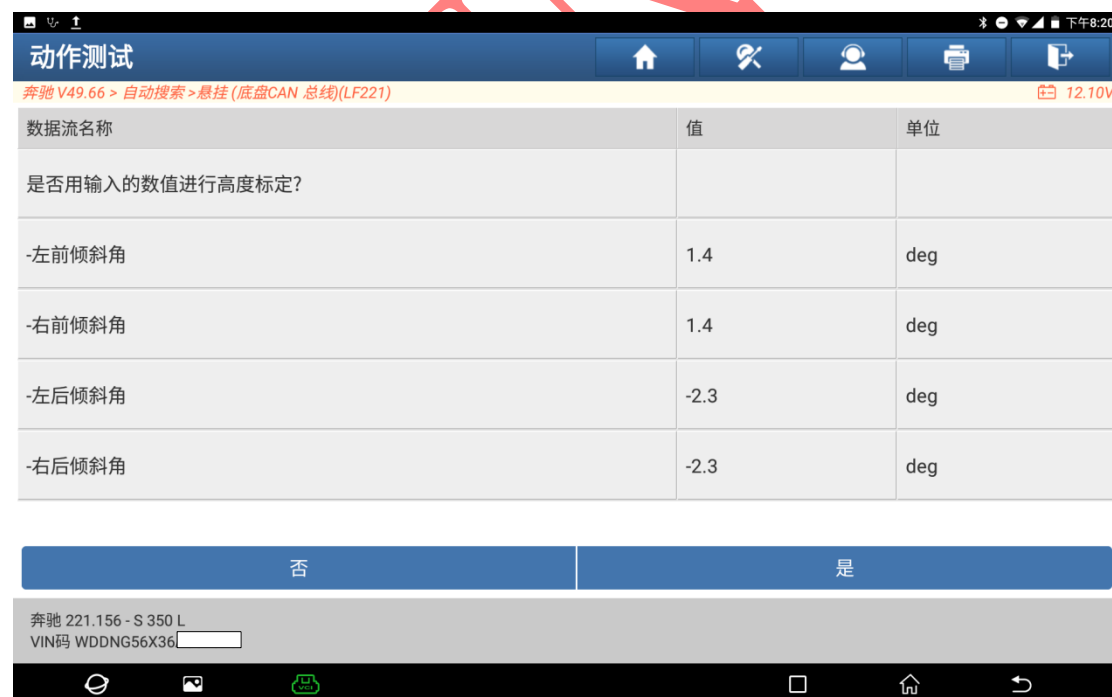 下午8:20
动作测试
奔驰 V49.66 > 自动搜索 >悬挂 (底盘CAN 总线)(LF221) 12.10V
数据流名称 值 单位
是否用输入的数值进行高度标定?
-左前倾斜角 1.4 deg
-右前倾斜角 1.4 deg
-左后倾斜角 -2.3 deg
-右后倾斜角 -2.3 deg
否 是
奔驰 221.156 - S 350 L
VIN码 WDDNG56X36
VCI